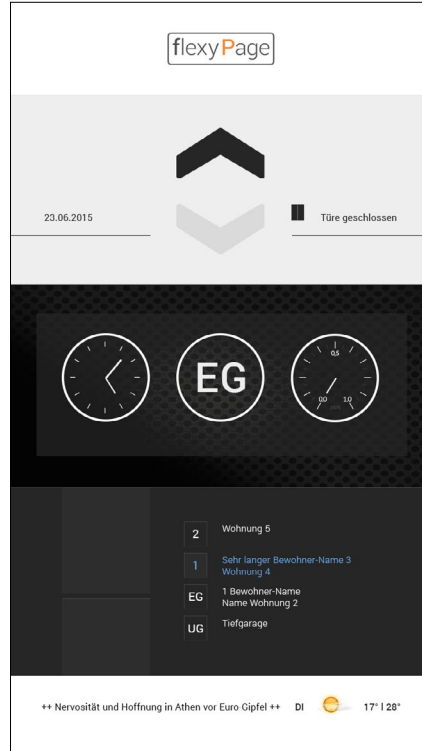 flexyPage
23.06.2015
Türe geschlossen
EG
0,5
0,0 1,0
2 Wohnung 5
1 Sehr langer Bewohner-Name 3
Wohnung 4
EG 1 Bewohner-Name
Name Wohnung 2
UG Tiefgarage
++ Nervosität und Hoffnung in Athen vor Euro Gipfel ++ DI 17° | 28°